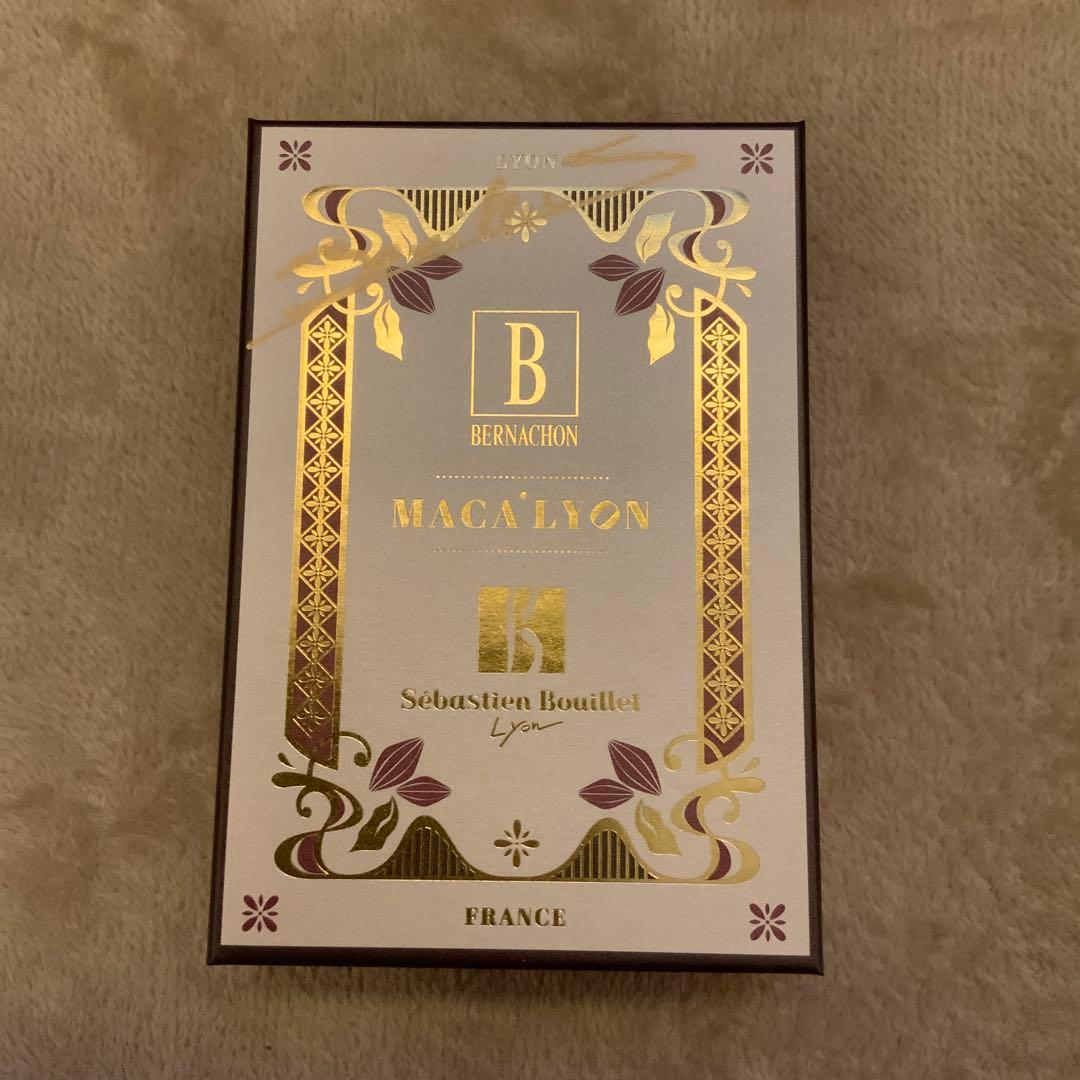 LYON
B
BERNACHON
MACA'LYON
B
Sébastien Bouillet
Lyon
FRANCE